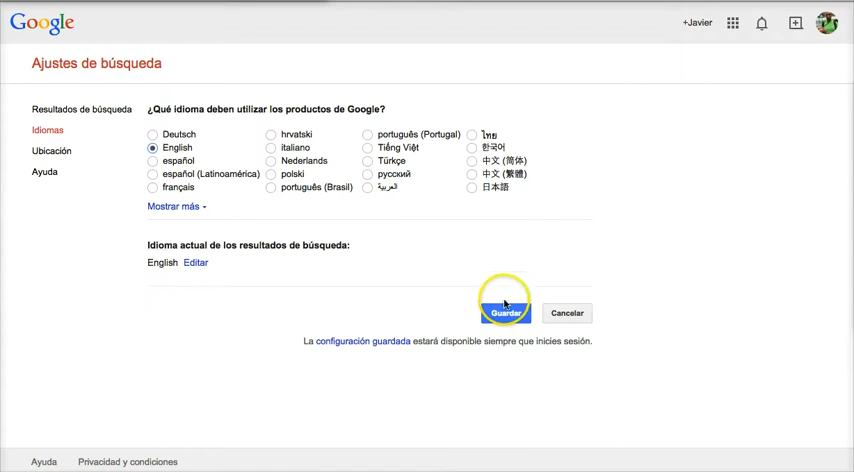 Google
+Javier
Ajustes de búsqueda
Resultados de búsqueda
Idiomas
Ubicación
Ayuda
¿Qué idioma deben utilizar los productos de Google?
Deutsch hrvatski português (Portugal) ไทย
English italiano Tiếng Việt 한국어
español Nederlands Türkçe 中文 (简体)
español (Latinoamérica) polski русский 中文 (繁體)
français português (Brasil) العربية 日本語
Mostrar más
Idioma actual de los resultados de búsqueda:
English Editar
Guardar Cancelar
La configuración guardada estará disponible siempre que inicies sesión.
Ayuda Privacidad y condiciones